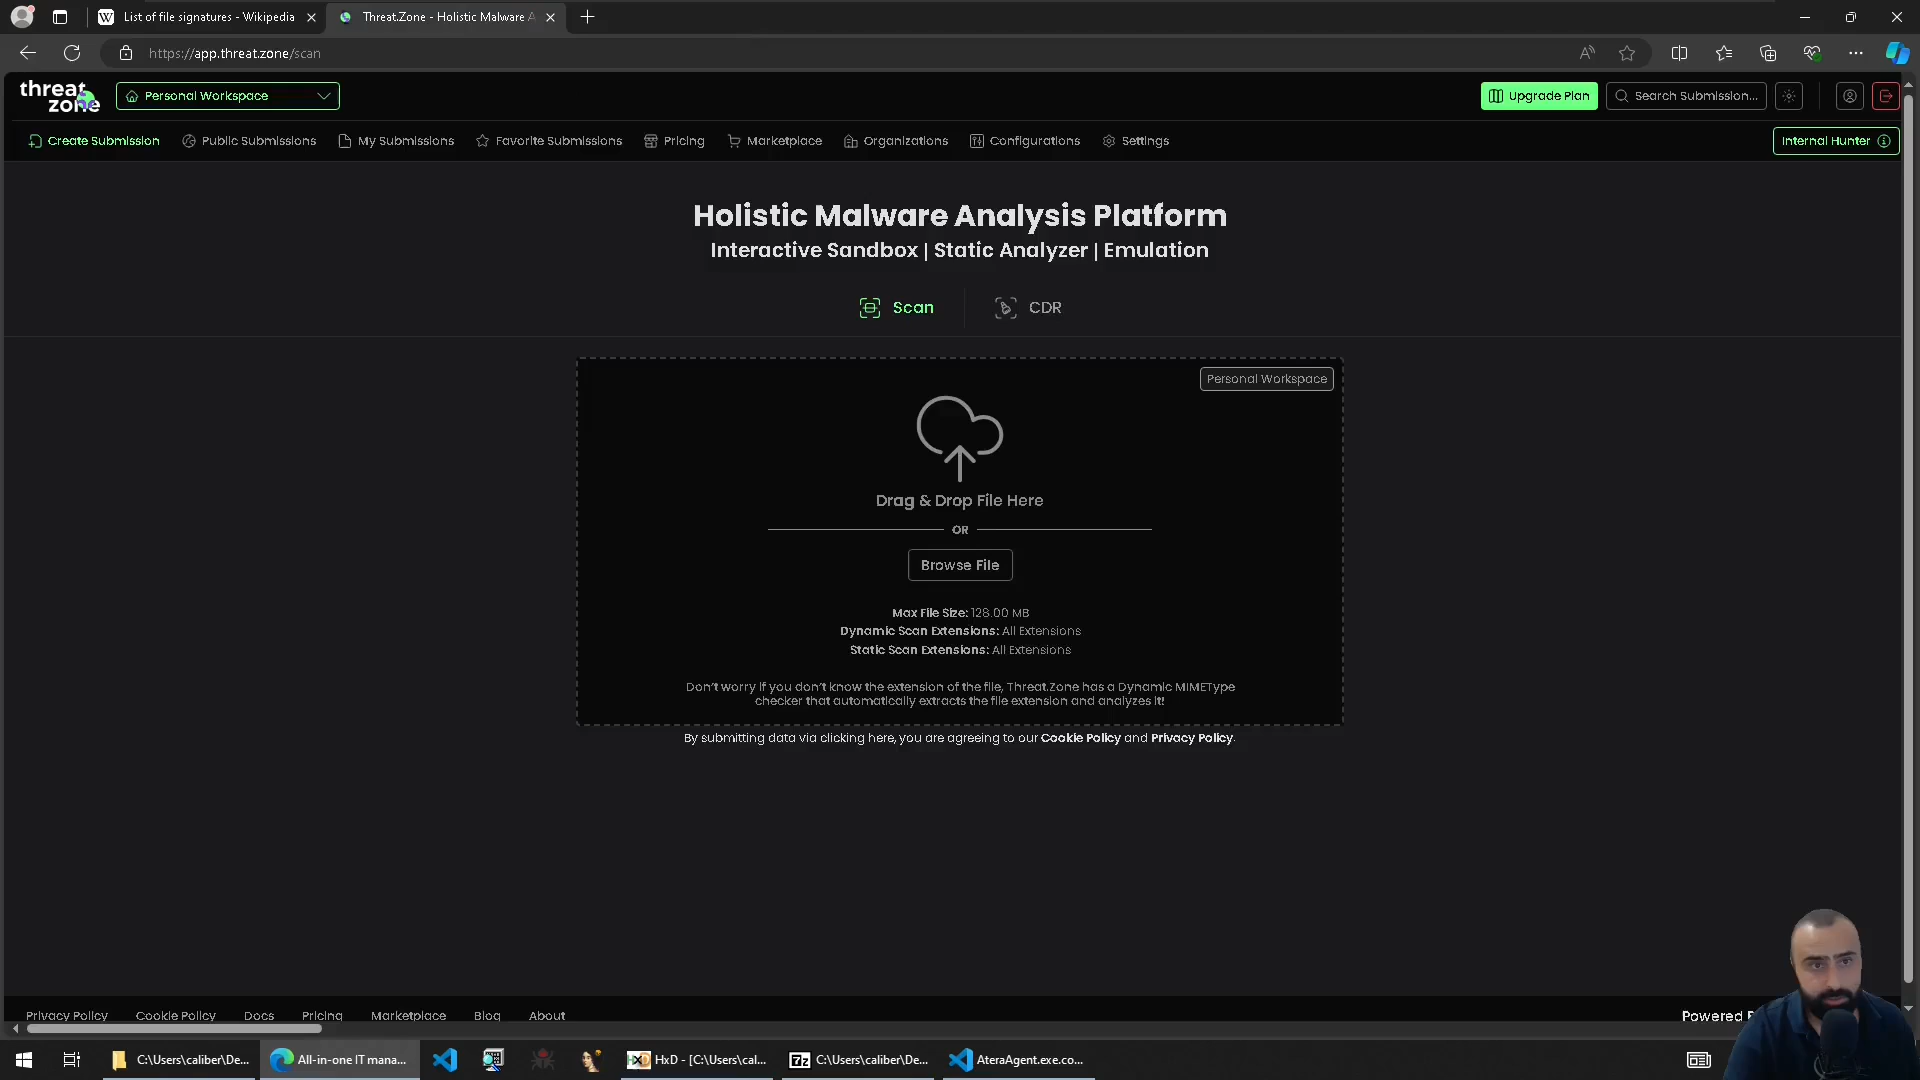 List of file signatures - Wikipedia
Threat.Zone - Holistic Malware A
https://app.threat.zone/scan
threat
zone
Personal Workspace
Upgrade Plan
Search Submission...
Create Submission
Public Submissions
My Submissions
Favorite Submissions
Pricing
Marketplace
Organizations
Configurations
Settings
Internal Hunter
Holistic Malware Analysis Platform
Interactive Sandbox | Static Analyzer | Emulation
Scan
CDR
Personal Workspace
Drag & Drop File Here
OR
Browse File
Max File Size: 128.00 MB
Dynamic Scan Extensions: All Extensions
Static Scan Extensions: All Extensions
Don't worry if you don't know the extension of the file, Threat.Zone has a Dynamic MIMEType
checker that automatically extracts the file extension and analyzes it!
By submitting data via clicking here, you are agreeing to our Cookie Policy and Privacy Policy.
Privacy Policy
Cookie Policy
Docs
Pricing
Marketplace
Blog
About
Powered
C:\Users\caliber\De...
All-in-one IT mana...
HxD - [C:\Users\cal...
C:\Users\caliber\De...
AteraAgent.exe.co...